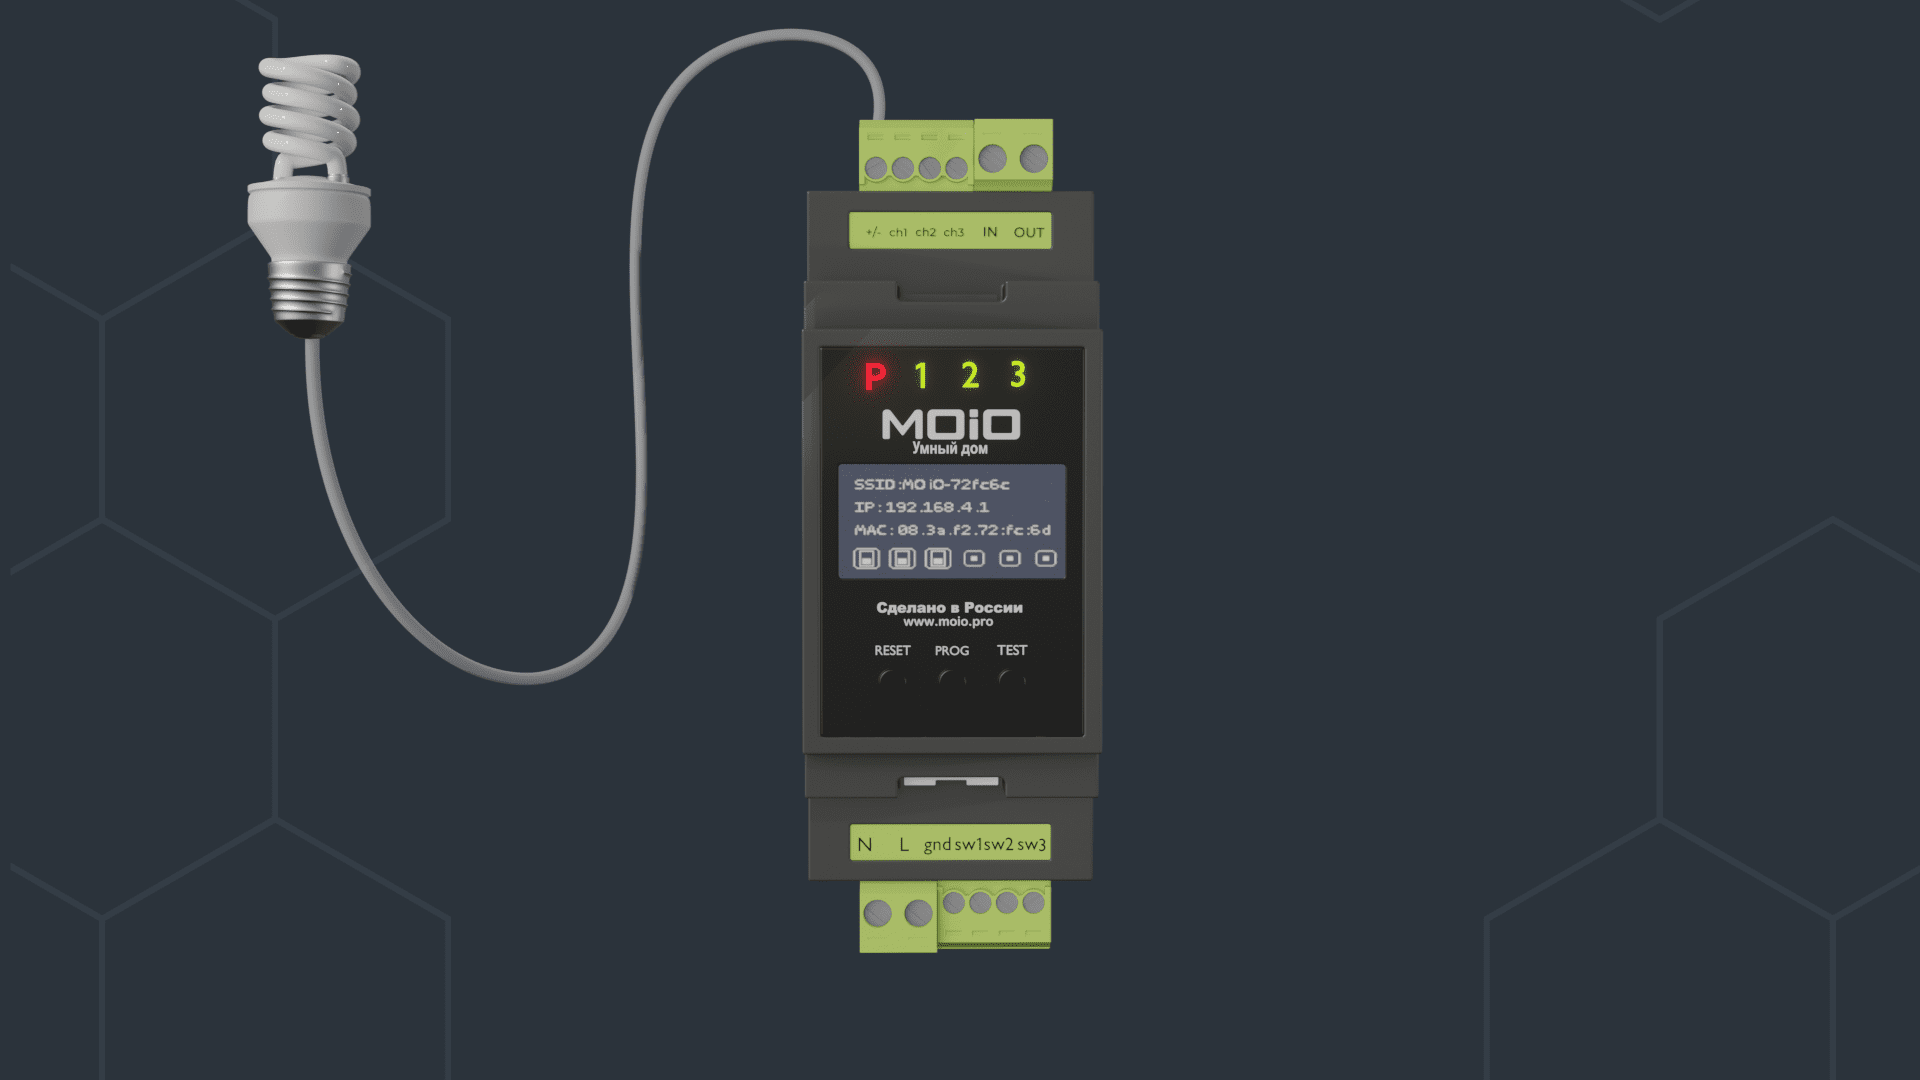 +/- ch1 ch2 ch3 IN OUT
P 1 2 3
MOiO
Умный дом
SSID:MOiO-72fc6c
IP:192.168.4.1
MAC:08.3a.f2.72:fc:6d
Сделано в России
www.moio.pro
RESET PROG TEST
N L gnd sw1 sw2 sw3